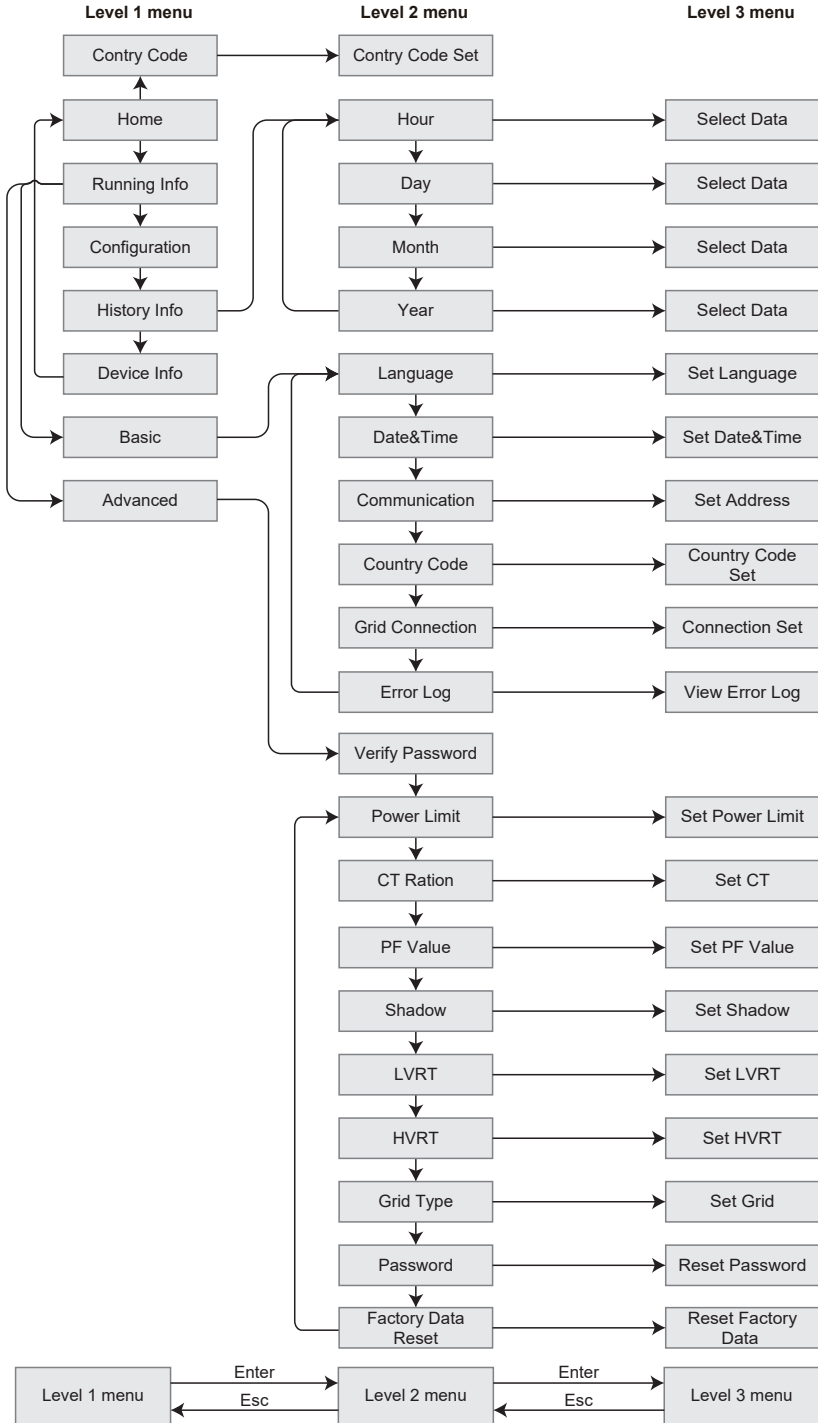 Level 1 menu
Level 2 menu
Level 3 menu
Contry Code
Contry Code Set
Home
Hour
Select Data
Running Info
Day
Select Data
Configuration
Month
Select Data
History Info
Year
Select Data
Device Info
Language
Set Language
Basic
Date&Time
Set Date&Time
Advanced
Communication
Set Address
Country Code
Country Code
Set
Grid Connection
Connection Set
Error Log
View Error Log
Verify Password
Power Limit
Set Power Limit
CT Ration
Set CT
PF Value
Set PF Value
Shadow
Set Shadow
LVRT
Set LVRT
HVRT
Set HVRT
Grid Type
Set Grid
Password
Reset Password
Factory Data
Reset
Reset Factory
Data
Level 1 menu
Enter
Esc
Level 2 menu
Enter
Esc
Level 3 menu